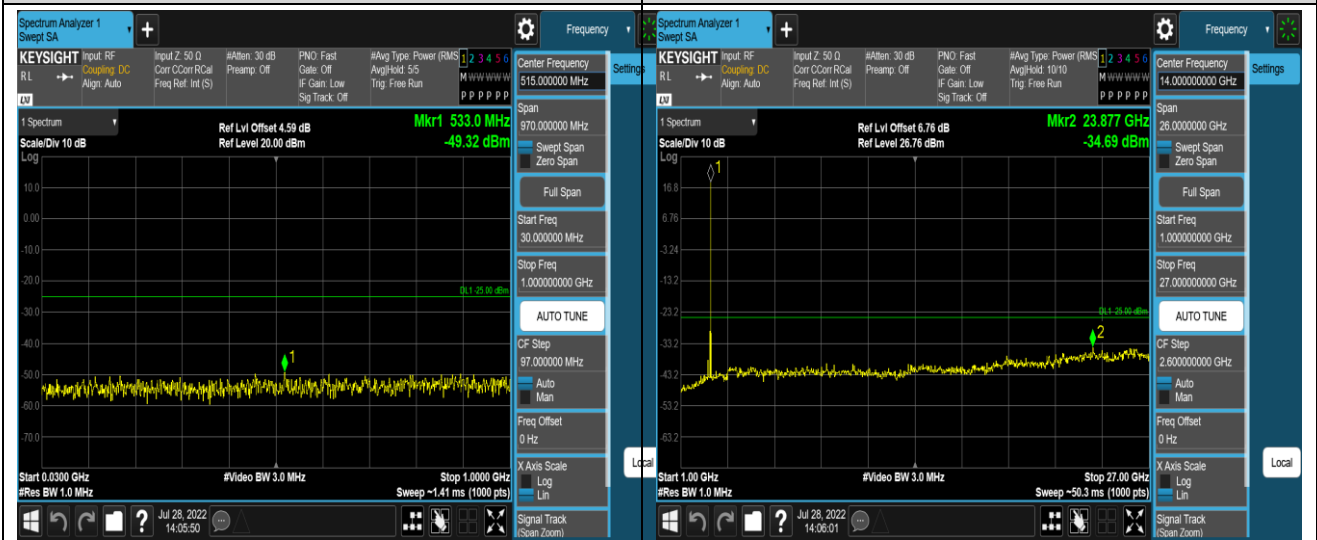 Spectrum Analyzer 1
Swept SA
+
Frequency
KEYSIGHT
Input: RF
Coupling: DC
Align: Auto
Input Z: 50 Ω
Corr CCorr RCal
Freq Ref: Int (S)
#Atten: 30 dB
Preamp: Off
PNO: Fast
Gate: Off
IF Gain: Low
Sig Track: Off
#Avg Type: Power (RMS
Avg|Hold: 5/5
Trig: Free Run
1 2 3 4 5 6
M W W W W W
P P P P P P
RL
LXI
Center Frequency
515.000000 MHz
Settings
1 Spectrum
Scale/Div 10 dB
Log
Ref Lvl Offset 4.59 dB
Ref Level 20.00 dBm
Mkr1 533.0 MHz
-49.32 dBm
Span
970.000000 MHz
Swept Span
Zero Span
Full Span
10.0
0.00
-10.0
-20.0
-30.0
-40.0
-50.0
-60.0
-70.0
DL1 -25.00 dBm
1
Start Freq
30.000000 MHz
Stop Freq
1.000000000 GHz
AUTO TUNE
CF Step
97.000000 MHz
Auto
Man
Freq Offset
0 Hz
X Axis Scale
Log
Lin
Local
Signal Track
(Span Zoom)
Start 0.0300 GHz
#Res BW 1.0 MHz
#Video BW 3.0 MHz
Stop 1.0000 GHz
Sweep ~1.41 ms (1000 pts)
?
Jul 28, 2022
14:05:50
Spectrum Analyzer 1
Swept SA
+
Frequency
KEYSIGHT
Input: RF
Coupling: DC
Align: Auto
Input Z: 50 Ω
Corr CCorr RCal
Freq Ref: Int (S)
#Atten: 30 dB
Preamp: Off
PNO: Fast
Gate: Off
IF Gain: Low
Sig Track: Off
#Avg Type: Power (RMS
Avg|Hold: 10/10
Trig: Free Run
1 2 3 4 5 6
M W W W W W
P P P P P P
RL
LXI
Center Frequency
14.000000000 GHz
Settings
1 Spectrum
Scale/Div 10 dB
Log
Ref Lvl Offset 6.76 dB
Ref Level 26.76 dBm
Mkr2 23.877 GHz
-34.69 dBm
Span
26.0000000 GHz
Swept Span
Zero Span
Full Span
16.8
6.76
-3.24
-13.2
-23.2
-33.2
-43.2
-53.2
-63.2
1
DL1 -25.00 dBm
2
Start Freq
1.000000000 GHz
Stop Freq
27.000000000 GHz
AUTO TUNE
CF Step
2.600000000 GHz
Auto
Man
Freq Offset
0 Hz
X Axis Scale
Log
Lin
Local
Signal Track
(Span Zoom)
Start 1.00 GHz
#Res BW 1.0 MHz
#Video BW 3.0 MHz
Stop 27.00 GHz
Sweep ~50.3 ms (1000 pts)
?
Jul 28, 2022
14:06:01